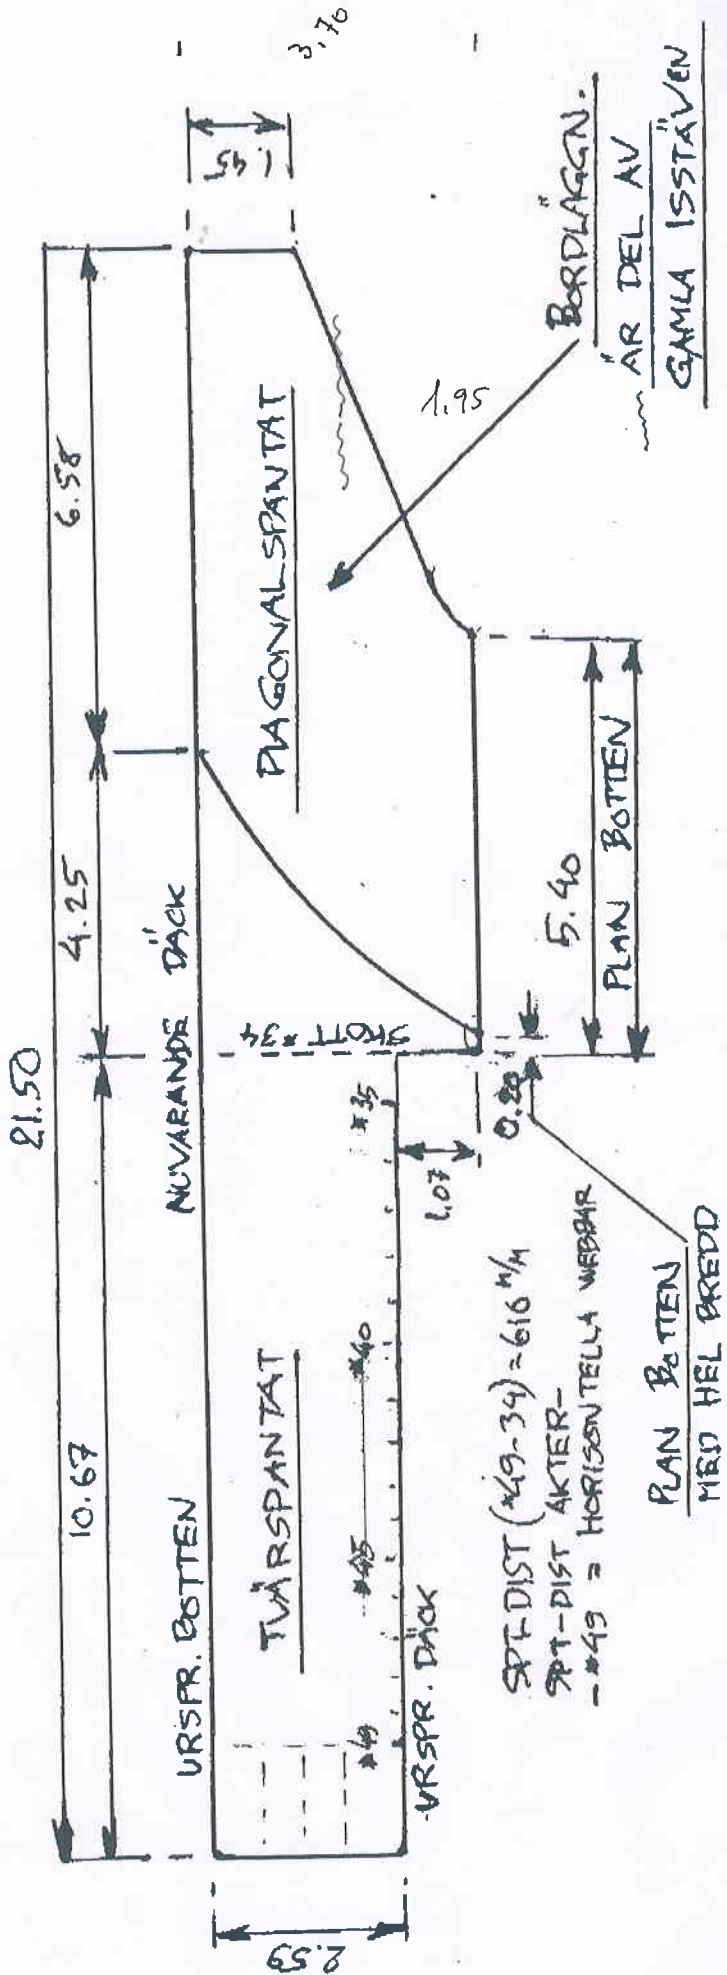 21.50
10.67
4.25
6.58
URSPR. BOTTEN
NUVARANDE DÄCK
1.45
3,70
2.59
TVÄRSPANTAT
SKOTT #34
DIAGONALSPANTAT
1,95
#49
#45
#40
#35
URSPR. DÄCK
1.07
0.20
5.40
PLAN BOTTEN
BORDLÄGGN.
ÄR DEL AV
GAMLA ISSTÄVEN
SPT-DIST (#49-34) = 610 M/M
SPT-DIST AKTER-
- #49 = HORISONTELLA WEBBAR
PLAN BOTTEN
MED HEL BREDD